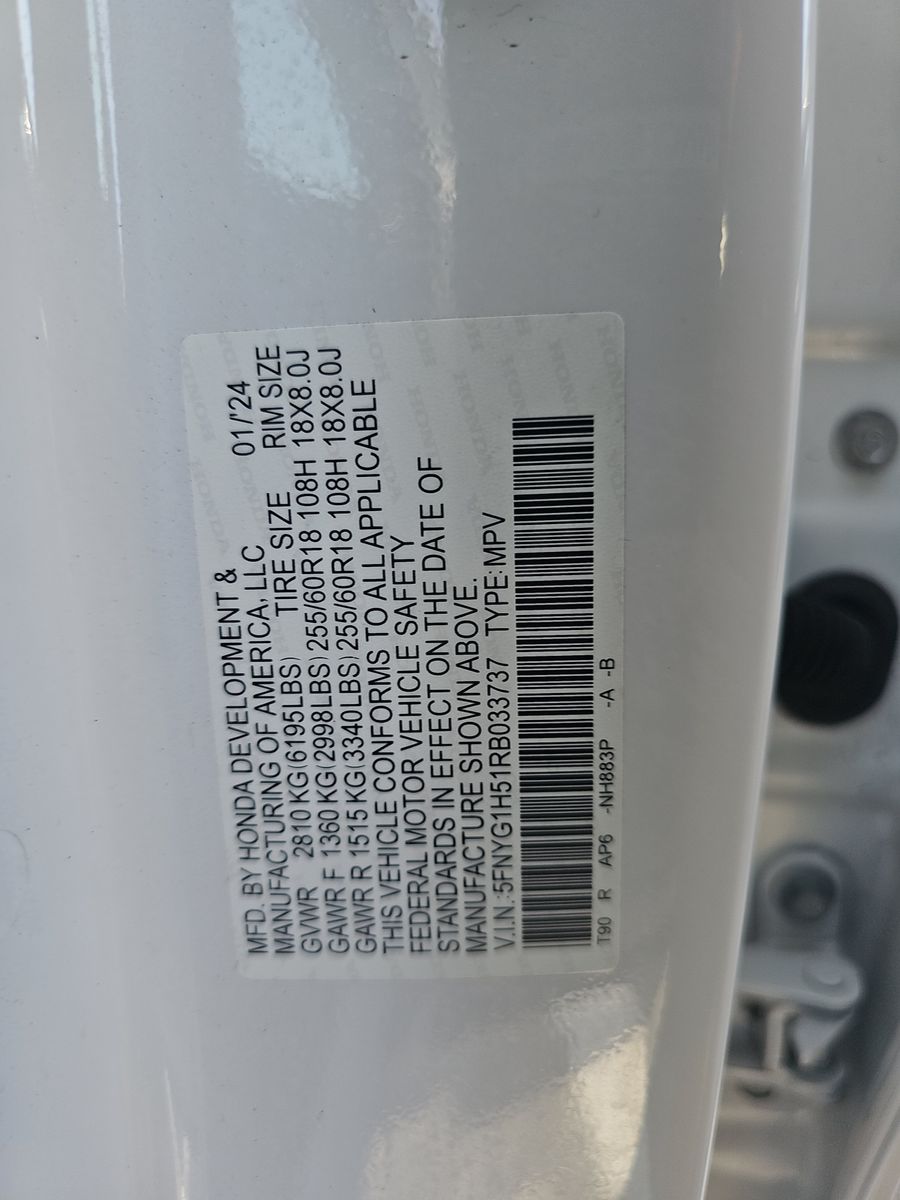 MFD. BY HONDA DEVELOPMENT &
MANUFACTURING OF AMERICA, LLC 01/'24
GVWR 2810 KG(6195LBS) TIRE SIZE RIM SIZE
GAWR F 1360 KG(2998LBS)255/60R18 108H 18X8.0J
GAWR R 1515 KG(3340LBS)255/60R18 108H 18X8.0J
THIS VEHICLE CONFORMS TO ALL APPLICABLE
FEDERAL MOTOR VEHICLE SAFETY
STANDARDS IN EFFECT ON THE DATE OF
MANUFACTURE SHOWN ABOVE.
V.I.N.:5FNYG1H51RB033737 TYPE:MPV
T90 R AP6 -NH883P -A -B